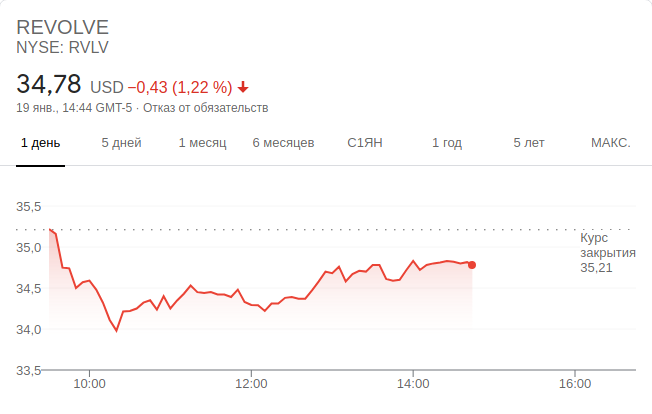 REVOLVE
NYSE: RVLV
34,78 USD −0,43 (1,22 %)
19 янв., 14:44 GMT-5 · Отказ от обязательств
1 день 5 дней 1 месяц 6 месяцев С1ЯН 1 год 5 лет МАКС.
35,5
35,0
34,5
34,0
33,5
Курс
закрытия
35,21
10:00 12:00 14:00 16:00